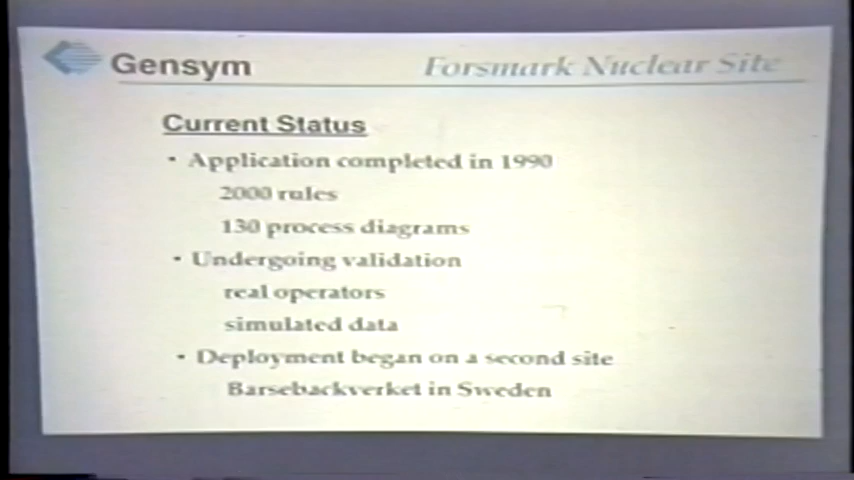 Gensym
Forsmark Nuclear Site
Current Status
• Application completed in 1990
2000 rules
130 process diagrams
• Undergoing validation
real operators
simulated data
• Deployment began on a second site
Barsebackverket in Sweden